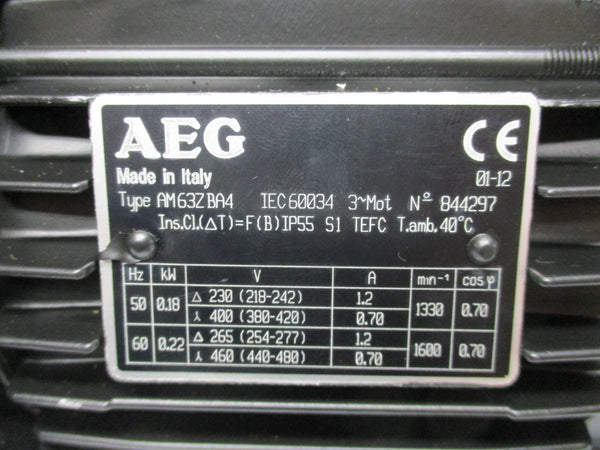 AEG CE
Made in Italy 01-12
Type AM63Z BA4 IEC60034 3~Mot Nº 844297
Ins.Cl.(ΔT)=F(B)IP55 S1 TEFC T.amb.40°C
Hz kW V A min⁻¹ cosφ
50 0.18 Δ 230 (218-242) 1.2 1330 0.70
⅄ 400 (380-420) 0.70
60 0.22 Δ 265 (254-277) 1.2 1600 0.70
⅄ 460 (440-480) 0.70